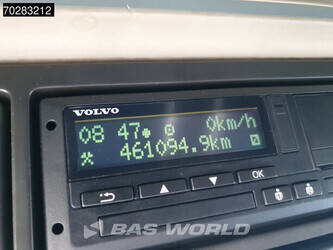 70283212
VOLVO
08 47 0km/h
461094.9km
OK
BAS WORLD